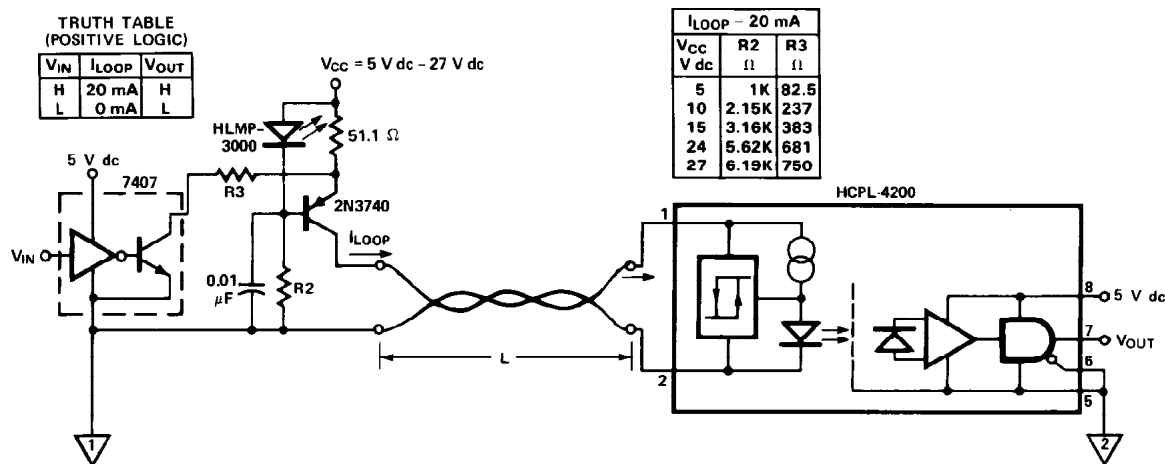 TRUTH TABLE
(POSITIVE LOGIC)
VIN ILOOP VOUT
H 20 mA H
L 0 mA L
ILOOP – 20 mA
VCC V dc R2 Ω R3 Ω
5 1K 82.5
10 2.15K 237
15 3.16K 383
24 5.62K 681
27 6.19K 750
VCC = 5 V dc – 27 V dc
HLMP-
3000
51.1 Ω
5 V dc
7407
R3
2N3740
VIN
ILOOP
0.01
μF
R2
L
1
HCPL-4200
1
2
8
5 V dc
7
VOUT
6
5
2